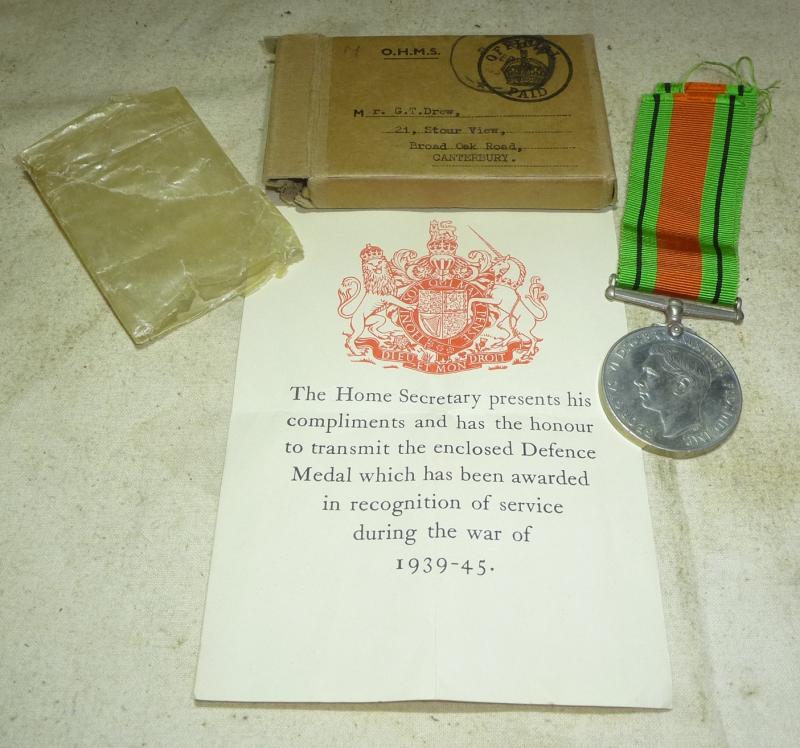 O.H.M.S.
OFFICIAL
PAID
Mr. G.T.Drew,
21, Stour View,
Broad Oak Road,
CANTERBURY.
DIEU ET MON DROIT
The Home Secretary presents his
compliments and has the honour
to transmit the enclosed Defence
Medal which has been awarded
in recognition of service
during the war of
1939-45.